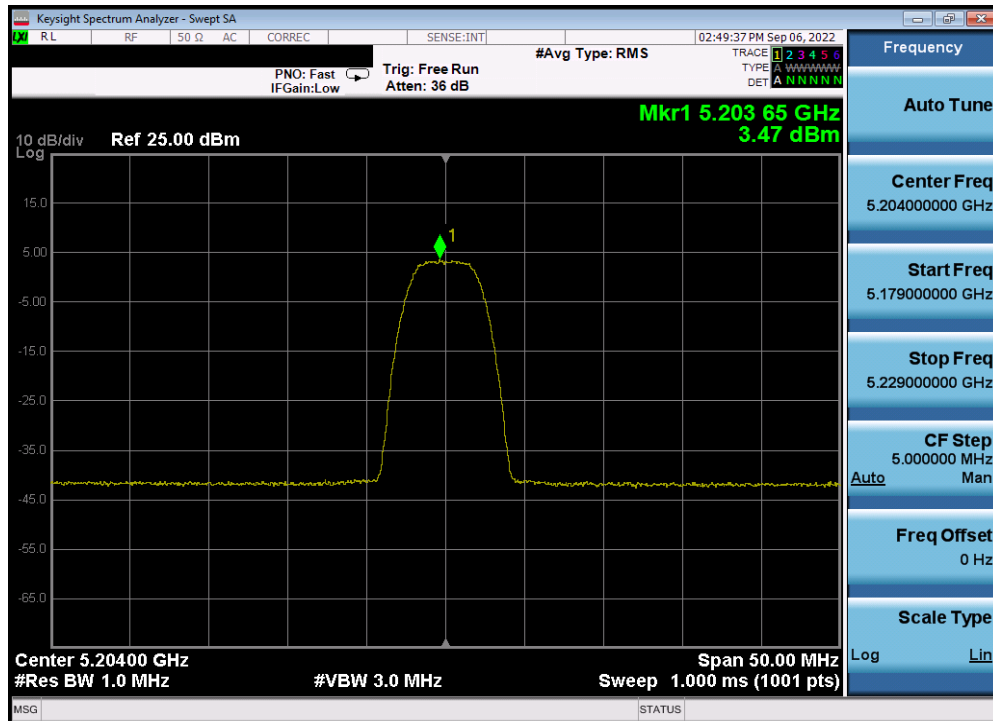 Keysight Spectrum Analyzer - Swept SA
LXI RL RF 50 Ω AC CORREC SENSE:INT 02:49:37 PM Sep 06, 2022
Frequency
#Avg Type: RMS
TRACE 1 2 3 4 5 6
TYPE A WWWWW
DET A N N N N N
PNO: Fast Trig: Free Run
IFGain:Low Atten: 36 dB
Mkr1 5.203 65 GHz
3.47 dBm
10 dB/div Ref 25.00 dBm
Log
15.0
5.00
-5.00
-15.0
-25.0
-35.0
-45.0
-55.0
-65.0
1
Center 5.20400 GHz Span 50.00 MHz
#Res BW 1.0 MHz #VBW 3.0 MHz Sweep 1.000 ms (1001 pts)
MSG STATUS
Auto Tune
Center Freq
5.204000000 GHz
Start Freq
5.179000000 GHz
Stop Freq
5.229000000 GHz
CF Step
5.000000 MHz
Auto Man
Freq Offset
0 Hz
Scale Type
Log Lin